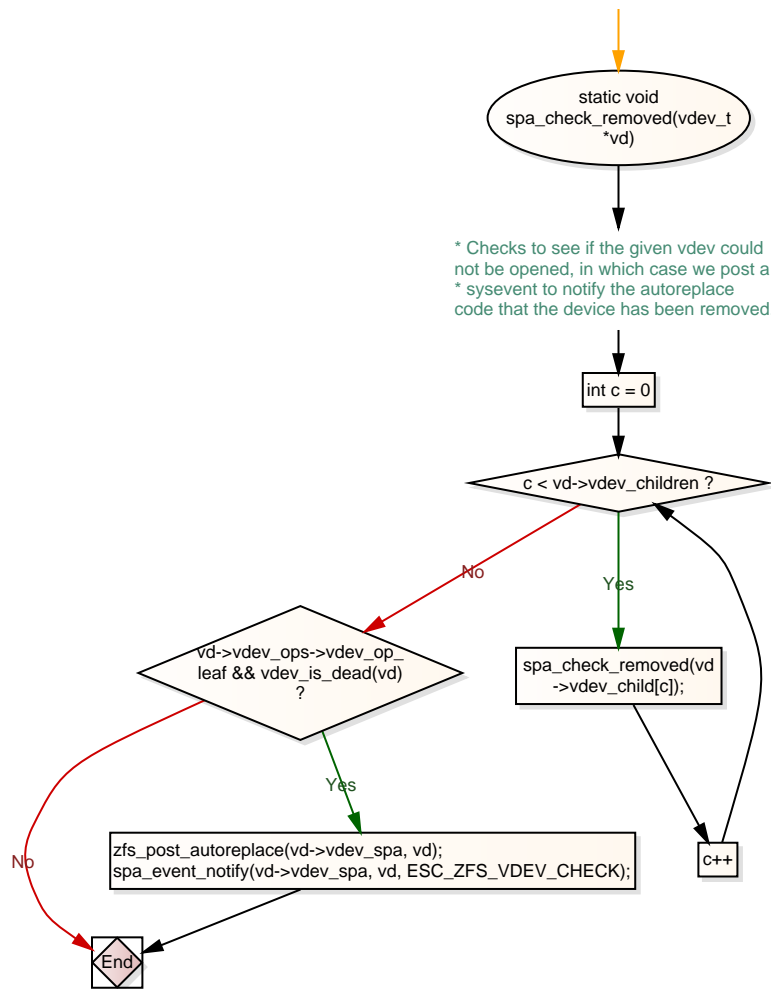 static void
spa_check_removed(vdev_t
*vd)
* Checks to see if the given vdev could
not be opened, in which case we post a
* sysevent to notify the autoreplace
code that the device has been removed
int c = 0
c < vd->vdev_children ?
No
Yes
vd->vdev_ops->vdev_op_
leaf && vdev_is_dead(vd)
?
spa_check_removed(vd
->vdev_child[c]);
Yes
zfs_post_autoreplace(vd->vdev_spa, vd);
spa_event_notify(vd->vdev_spa, vd, ESC_ZFS_VDEV_CHECK);
c++
No
End